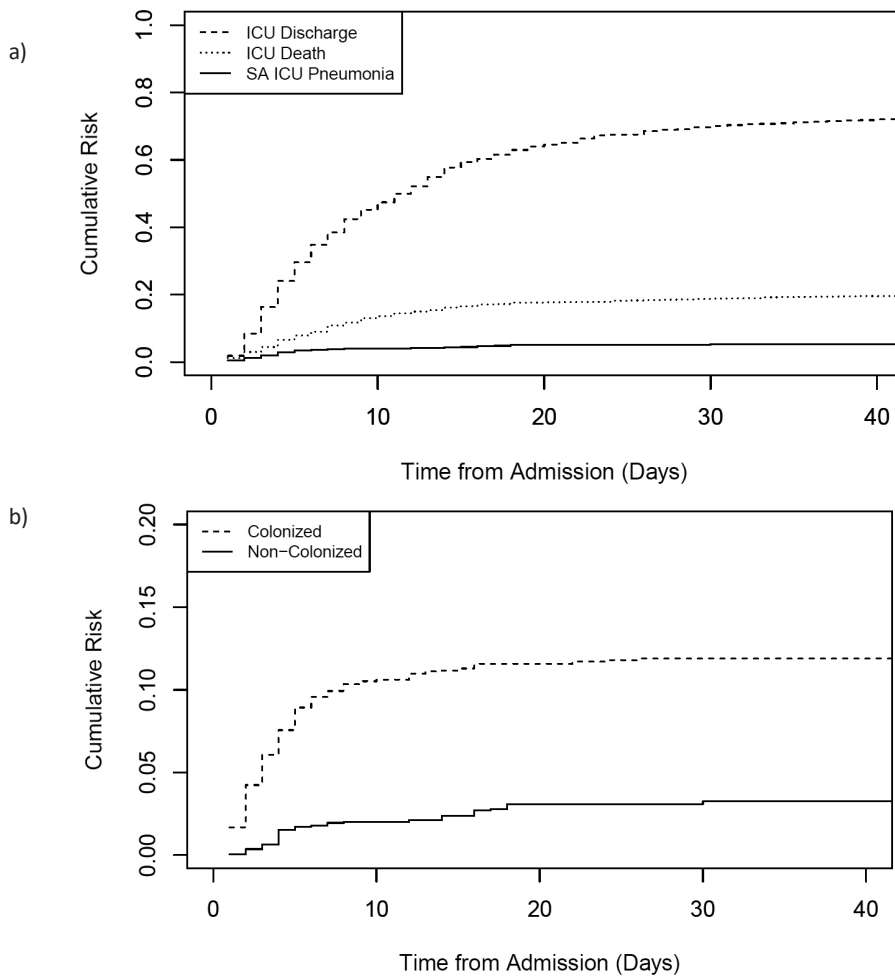 a)
ICU Discharge
ICU Death
SA ICU Pneumonia
Cumulative Risk
1.0
0.8
0.6
0.4
0.2
0.0
0 10 20 30 40
Time from Admission (Days)
b)
Colonized
Non-Colonized
Cumulative Risk
0.20
0.15
0.10
0.05
0.00
0 10 20 30 40
Time from Admission (Days)